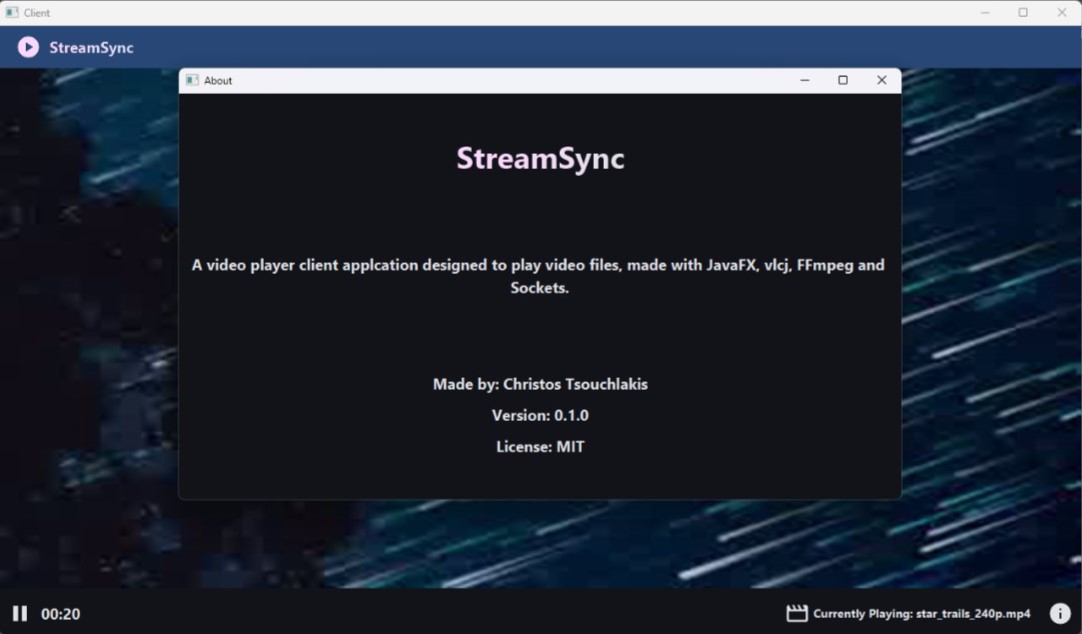 Client
StreamSync
About
StreamSync
A video player client applcation designed to play video files, made with JavaFX, vlcj, FFmpeg and
Sockets.
Made by: Christos Tsouchlakis
Version: 0.1.0
License: MIT
00:20
Currently Playing: star_trails_240p.mp4